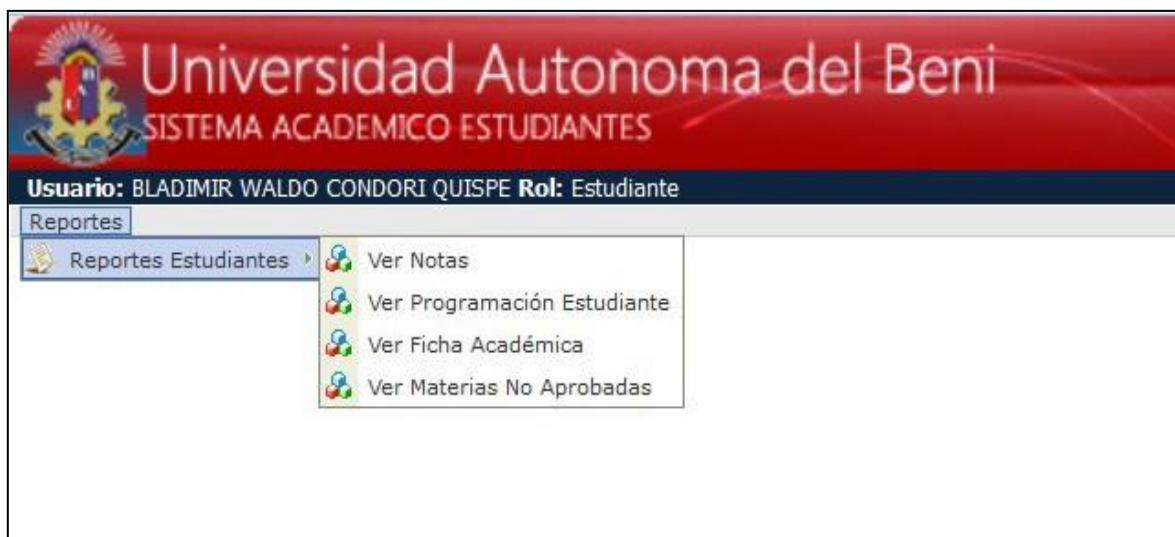 Universidad Autonoma del Beni
SISTEMA ACADEMICO ESTUDIANTES
Usuario: BLADIMIR WALDO CONDORI QUISPE Rol: Estudiante
Reportes
Reportes Estudiantes
Ver Notas
Ver Programación Estudiante
Ver Ficha Académica
Ver Materias No Aprobadas